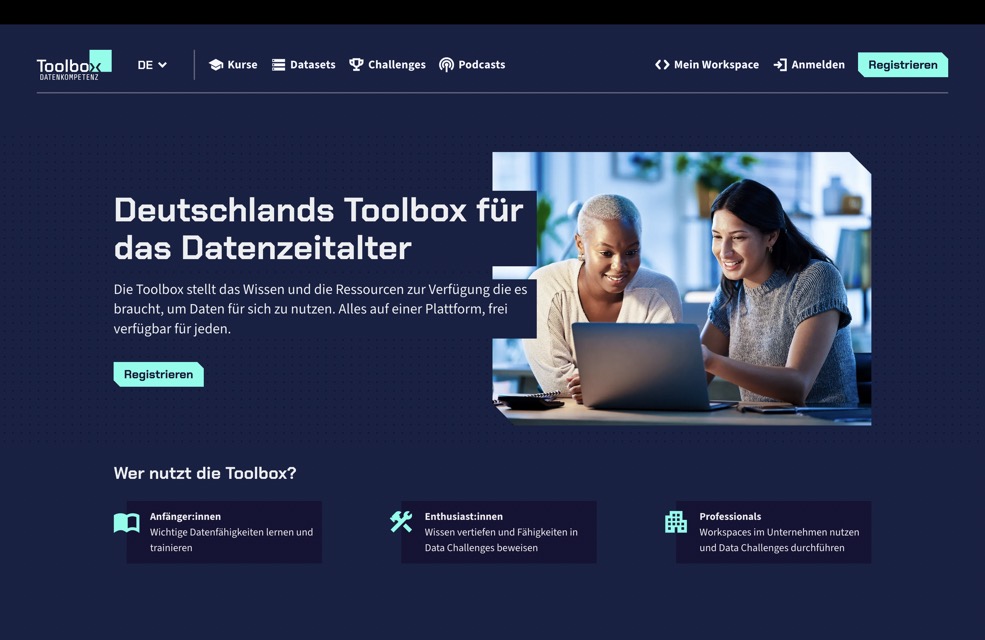 Toolbox
DATENKOMPETENZ
DE
Kurse
Datasets
Challenges
Podcasts
Mein Workspace
Anmelden
Registrieren
Deutschlands Toolbox für
das Datenzeitalter
Die Toolbox stellt das Wissen und die Ressourcen zur Verfügung die es
braucht, um Daten für sich zu nutzen. Alles auf einer Plattform, frei
verfügbar für jeden.
Registrieren
Wer nutzt die Toolbox?
Anfänger:innen
Wichtige Datenfähigkeiten lernen und
trainieren
Enthusiast:innen
Wissen vertiefen und Fähigkeiten in
Data Challenges beweisen
Professionals
Workspaces im Unternehmen nutzen
und Data Challenges durchführen